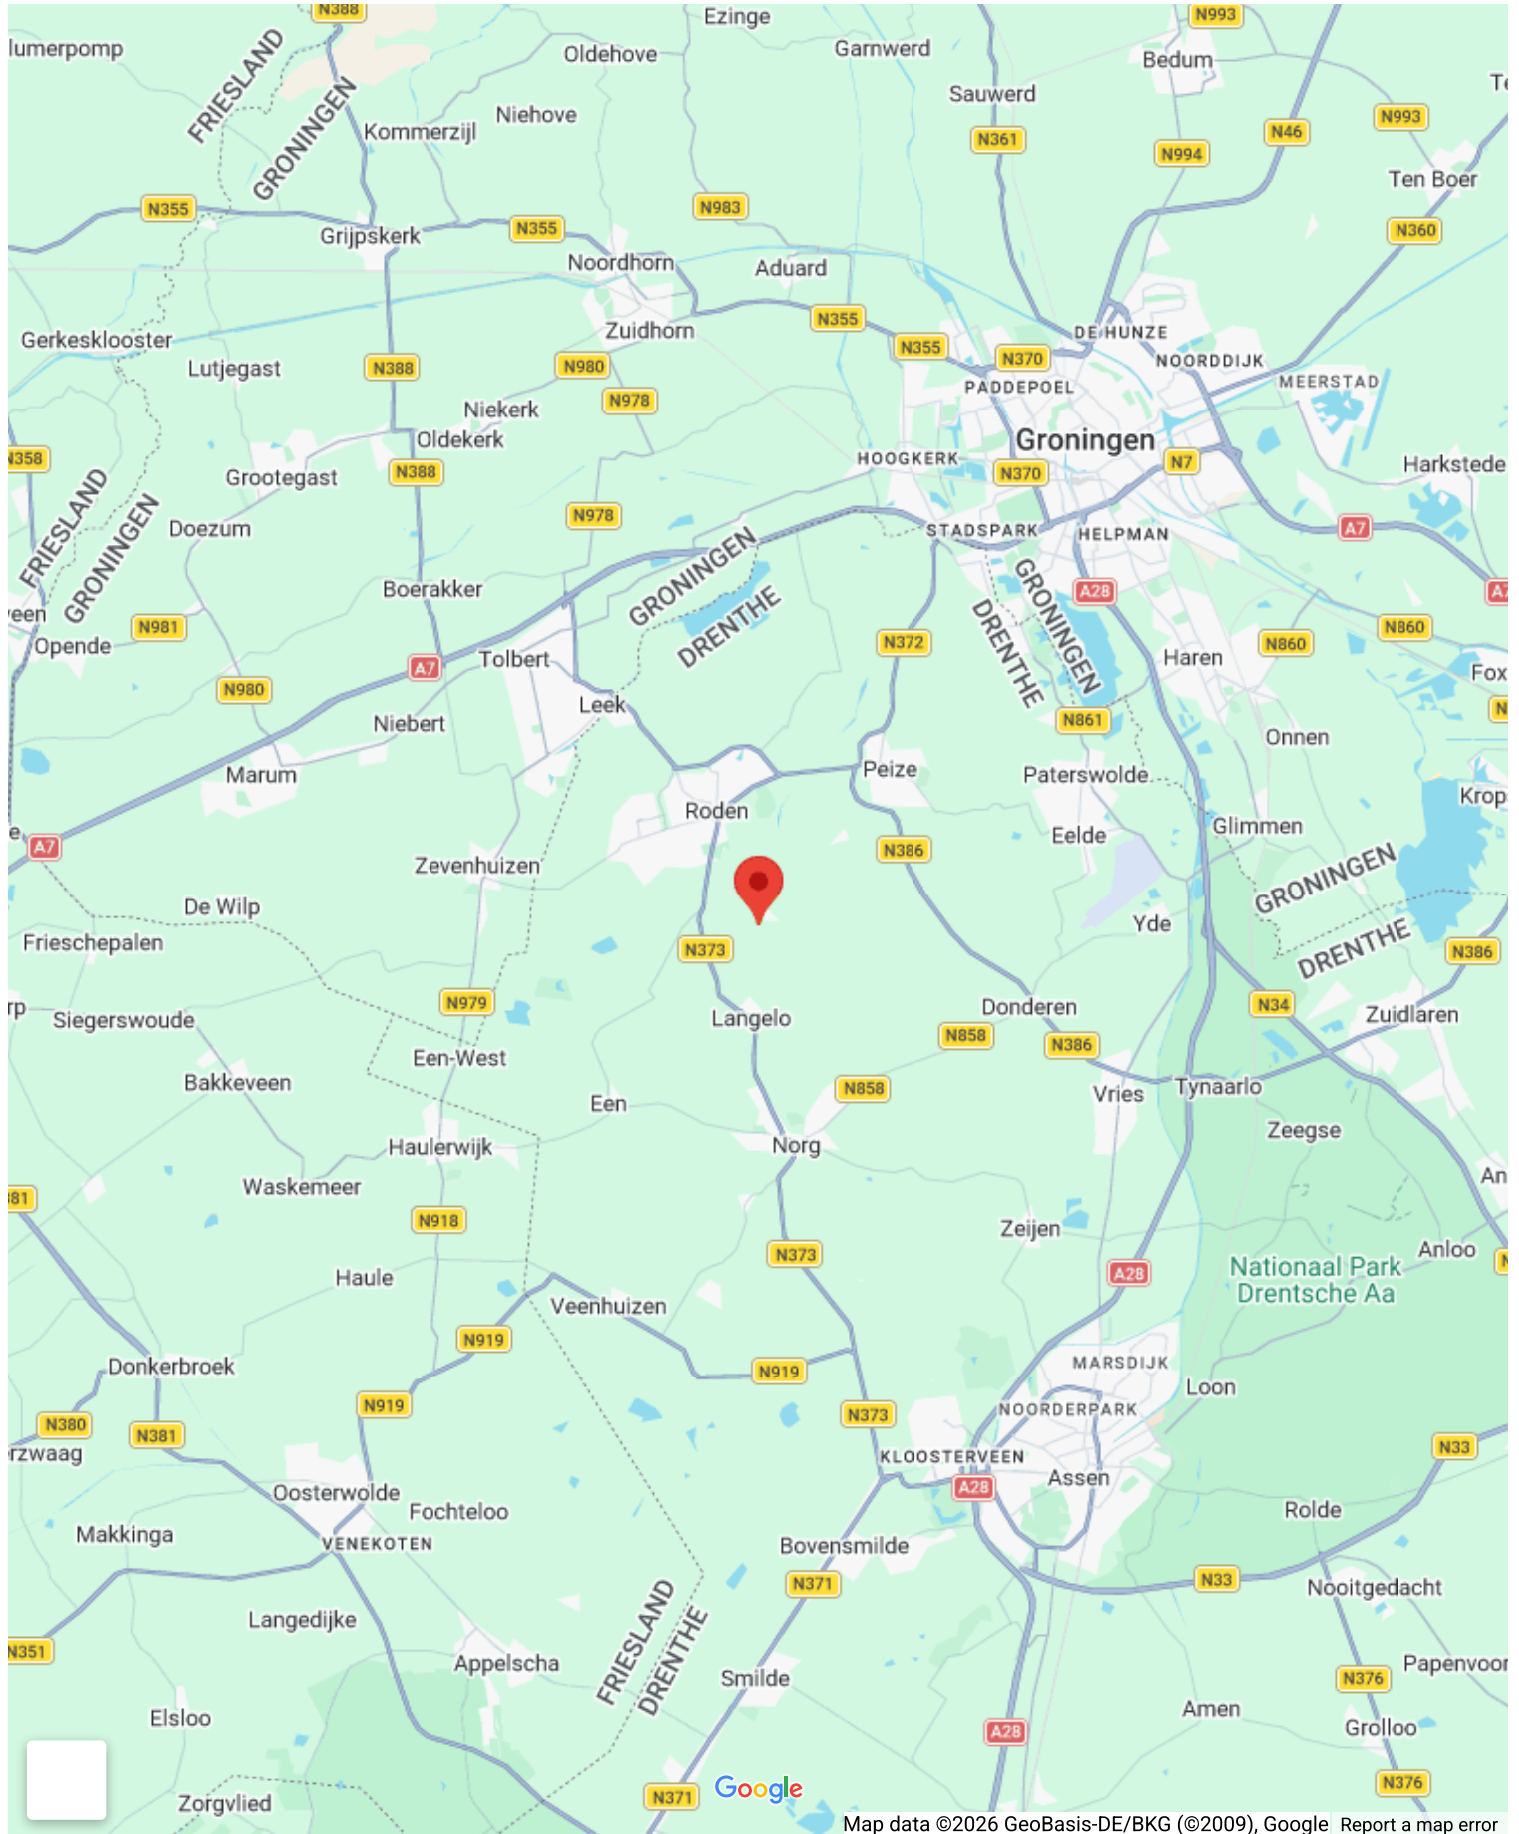 N388
Ezinge
N993
lumerpomp
Oldehove
Garnwerd
Bedum
FRIESLAND
GRONINGEN
Sauwerd
Niehove
N993
Kommerzijl
N361
N46
N994
Ten Boer
N355
N983
N355
N360
Grijpskerk
Noordhorn
Aduard
N355
Zuidhorn
DE HUNZE
Gerkesklooster
N355
N370
NOORDDIJK
Lutjegast
N388
N980
PADDEPOEL
MEERSTAD
N978
Niekerk
Oldekerk
Groningen
N358
HOOGKERK
N7
Harkstede
N388
N370
Grootegast
FRIESLAND
GRONINGEN
N978
Doezum
STADSPARK
HELPMAN
A7
GRONINGEN
DRENTHE
Boerakker
GRONINGEN
DRENTHE
A28
A7
veen
N981
N860
Opende
N372
N860
Tolbert
Haren
A7
Fox
N980
Leek
N861
Niebert
Onnen
Marum
Peize
Paterswolde
Krop
Roden
Glimmen
Eelde
A7
N386
Zevenhuizen
GRONINGEN
DRENTHE
De Wilp
Yde
Frieschepalen
N373
N386
N979
N34
rp
Siegerswoude
Langelo
Donderen
Zuidlaren
N858
N386
Een-West
Bakkeveen
N858
Tynaarlo
Vries
Een
Zeegse
Haulerwijk
Norg
An
Waskemeer
381
N918
Zeijen
N373
Anloo
Nationaal Park
Drentsche Aa
Haule
A28
Veenhuizen
N919
Donkerbroek
MARSDIJK
N919
Loon
N919
NOORDERPARK
N380
N373
N381
N33
rzwaag
KLOOSTERVEEN
Assen
A28
Oosterwolde
Fochteloo
Rolde
Makkinga
VENEKOTEN
Bovensmilde
N33
N371
Nooitgedacht
Langedijke
FRIESLAND
DRENTHE
N351
Appelscha
Papenvoor
Smilde
N376
Elsloo
Amen
Grolloo
A28
Google
N371
N376
Zorgvlied
Map data ©2026 GeoBasis-DE/BKG (©2009), Google
Report a map error